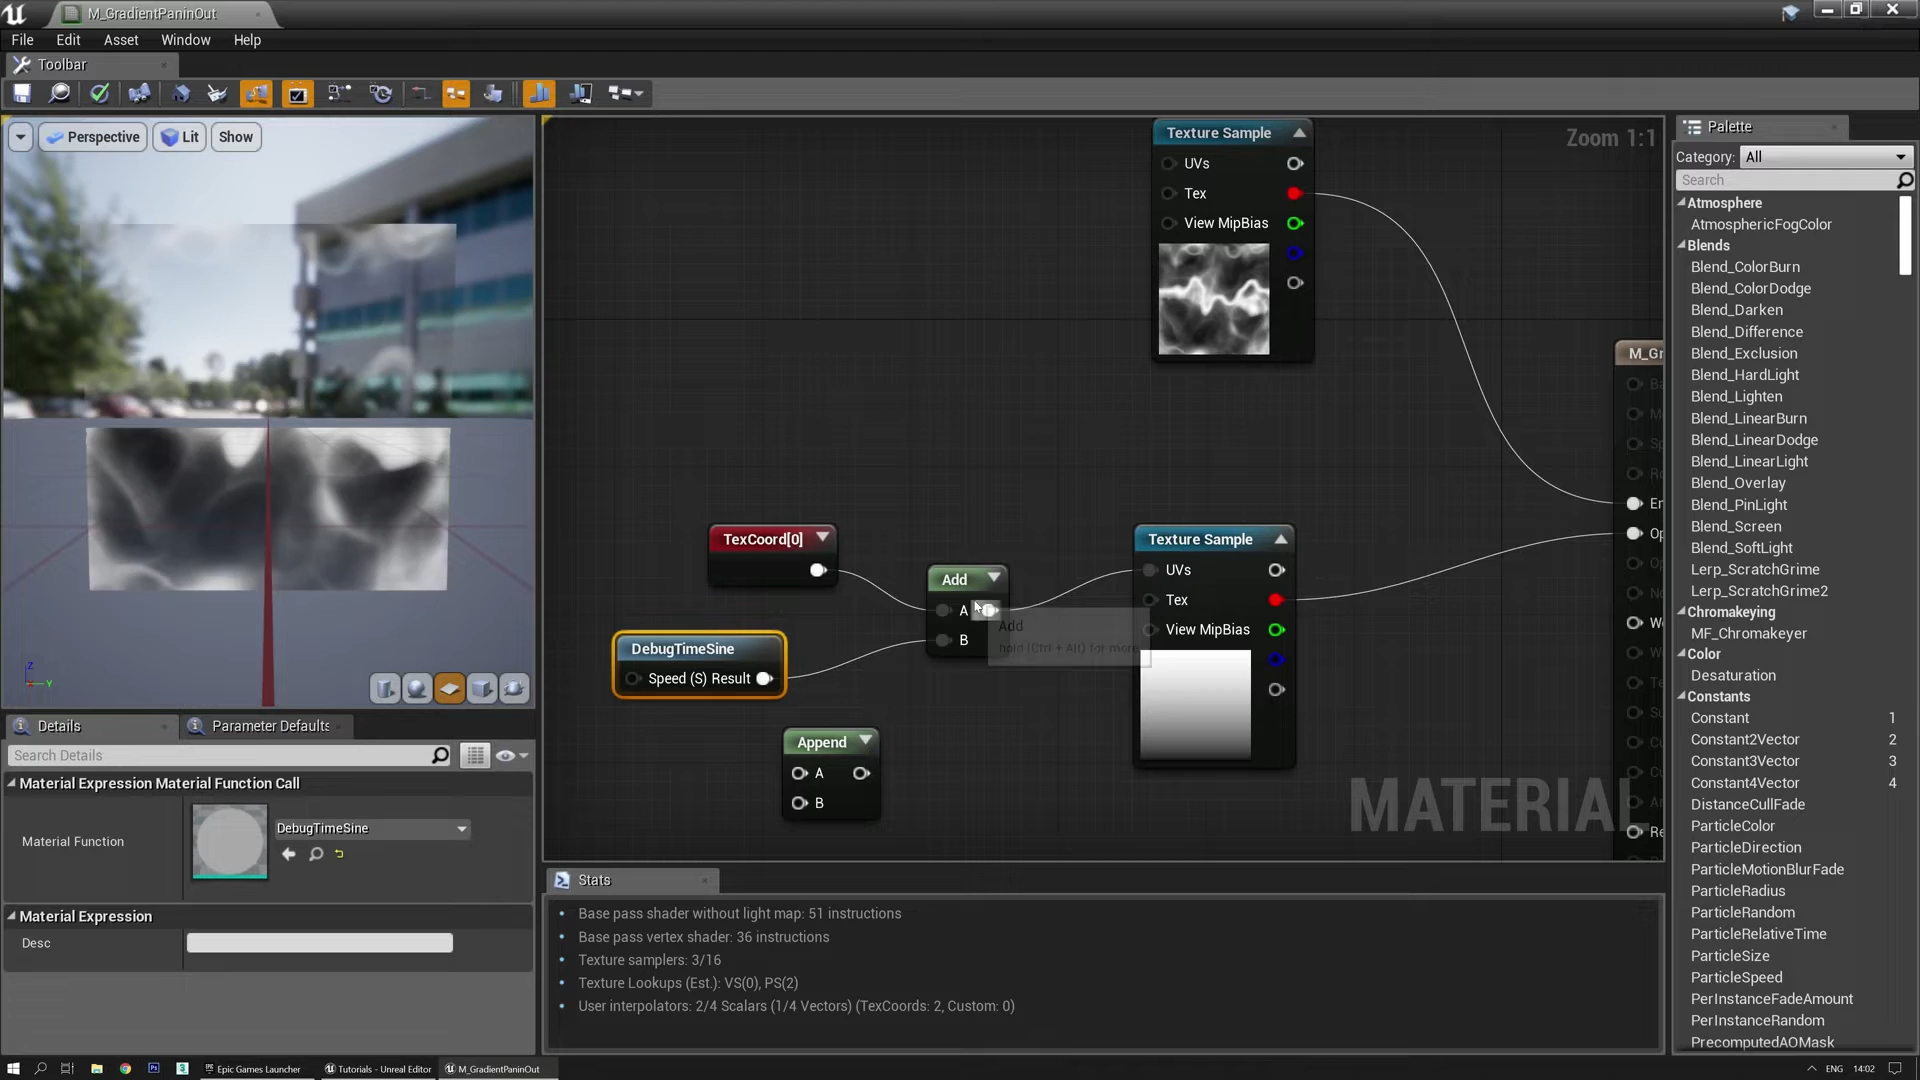 M_GradientPaninOut
File Edit Asset Window Help
Toolbar
Perspective Lit Show
Zoom 1:1
Texture Sample
UVs
Tex
View MipBias
M_Gr
TexCoord[0]
Add
A
B
Add
hold (Ctrl + Alt) for more
DebugTimeSine
Speed (S) Result
Append
A
B
Texture Sample
UVs
Tex
View MipBias
MATERIAL
Z
Y
Details
Parameter Defaults
Search Details
Material Expression Material Function Call
Material Function
DebugTimeSine
Material Expression
Desc
Stats
Base pass shader without light map: 51 instructions
Base pass vertex shader: 36 instructions
Texture samplers: 3/16
Texture Lookups (Est.): VS(0), PS(2)
User interpolators: 2/4 Scalars (1/4 Vectors) (TexCoords: 2, Custom: 0)
Palette
Category: All
Search
Atmosphere
AtmosphericFogColor
Blends
Blend_ColorBurn
Blend_ColorDodge
Blend_Darken
Blend_Difference
Blend_Exclusion
Blend_HardLight
Blend_Lighten
Blend_LinearBurn
Blend_LinearDodge
Blend_LinearLight
Blend_Overlay
Blend_PinLight
Blend_Screen
Blend_SoftLight
Lerp_ScratchGrime
Lerp_ScratchGrime2
Chromakeying
MF_Chromakeyer
Color
Desaturation
Constants
Constant 1
Constant2Vector 2
Constant3Vector 3
Constant4Vector 4
DistanceCullFade
ParticleColor
ParticleDirection
ParticleMotionBlurFade
ParticleRadius
ParticleRandom
ParticleRelativeTime
ParticleSize
ParticleSpeed
PerInstanceFadeAmount
PerInstanceRandom
PrecomputedAOMask
Epic Games Launcher
Tutorials - Unreal Editor
M_GradientPaninOut
ENG 14:02